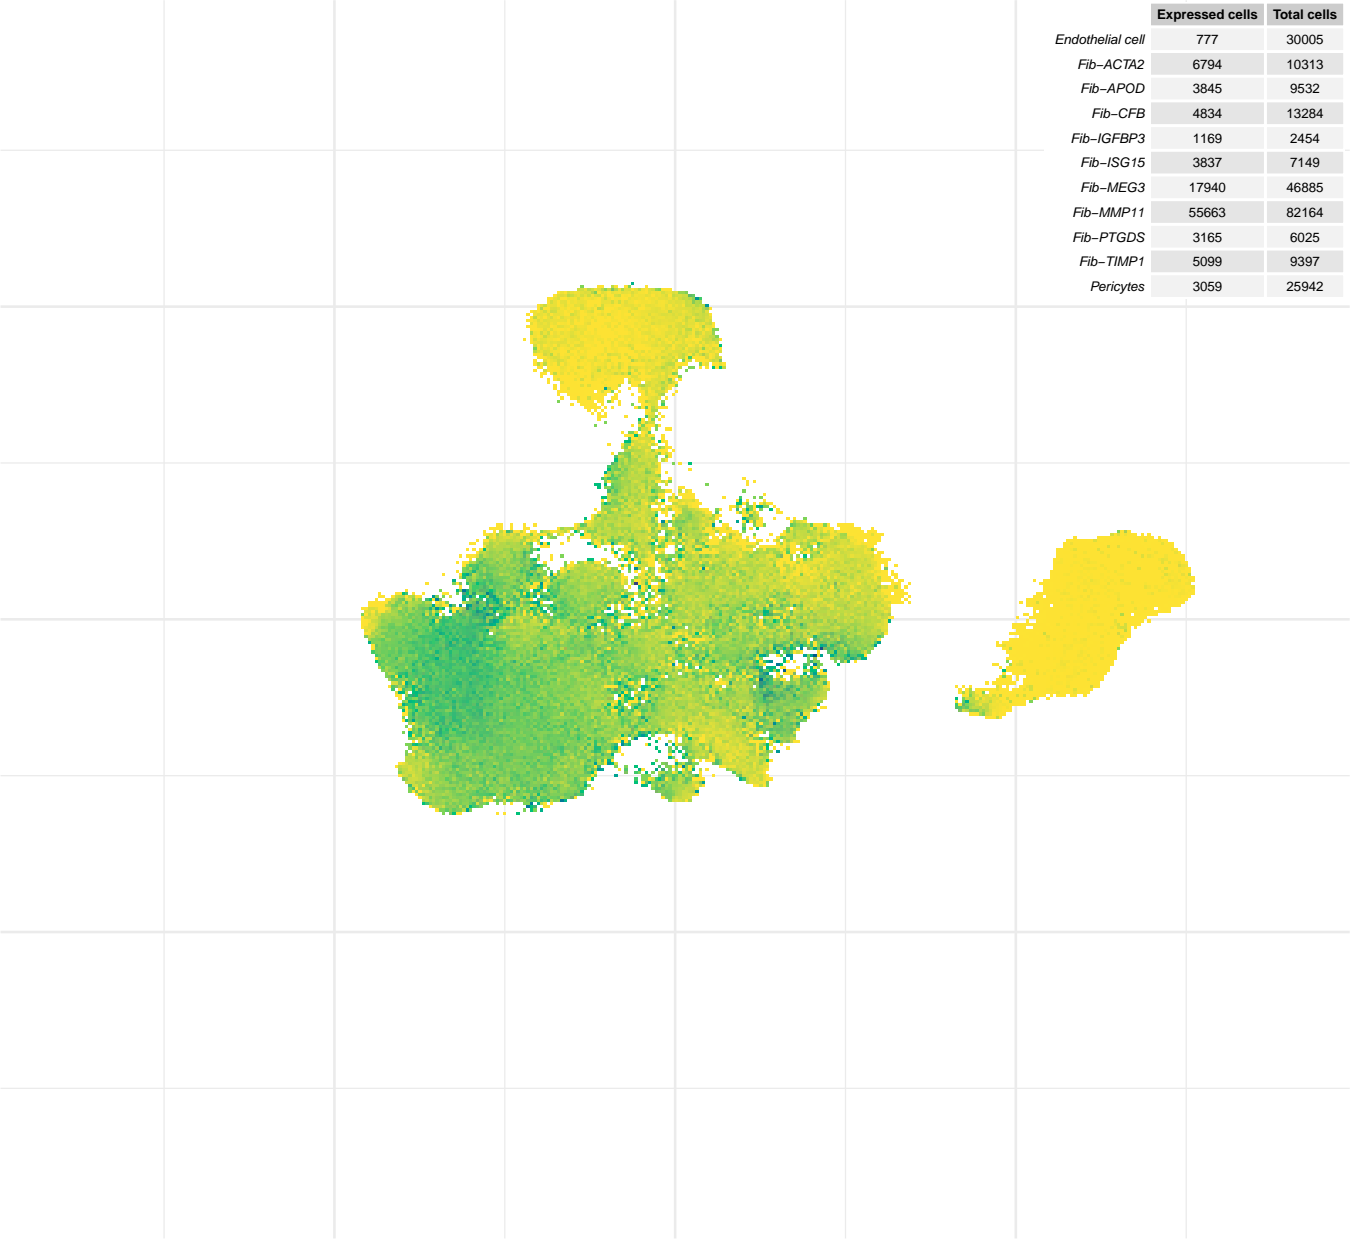 Expressed cells Total cells
Endothelial cell 777 30005
Fib−ACTA2 6794 10313
Fib−APOD 3845 9532
Fib−CFB 4834 13284
Fib−IGFBP3 1169 2454
Fib−ISG15 3837 7149
Fib−MEG3 17940 46885
Fib−MMP11 55663 82164
Fib−PTGDS 3165 6025
Fib−TIMP1 5099 9397
Pericytes 3059 25942